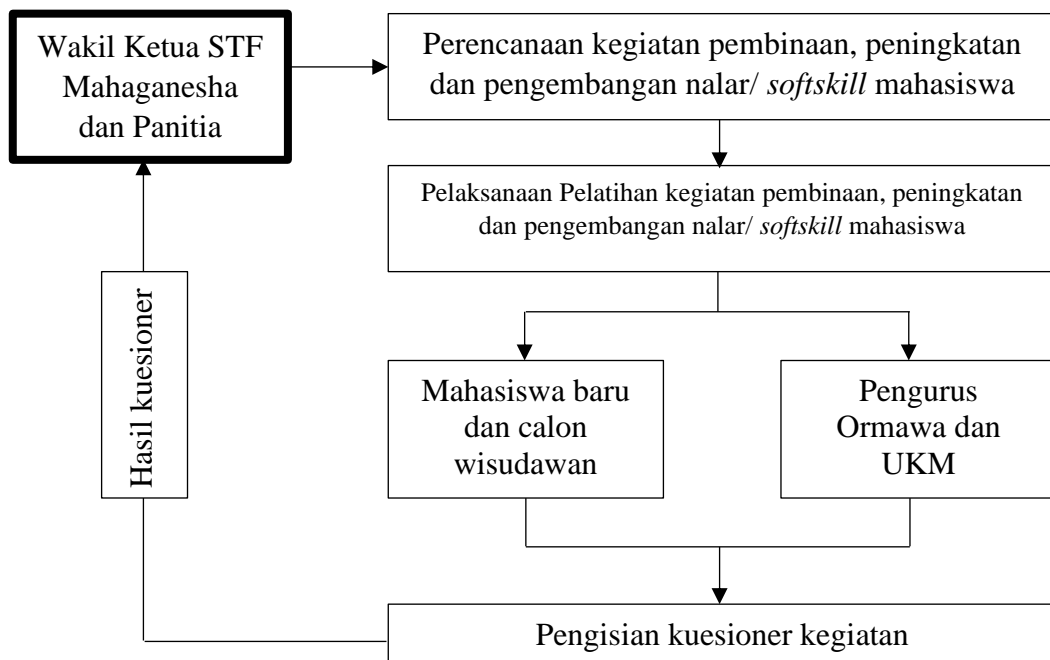 Wakil Ketua STF
Mahaganesha
dan Panitia
Perencanaan kegiatan pembinaan, peningkatan
dan pengembangan nalar/ softskill mahasiswa
Pelaksanaan Pelatihan kegiatan pembinaan, peningkatan
dan pengembangan nalar/ softskill mahasiswa
Hasil kuesioner
Mahasiswa baru
dan calon
wisudawan
Pengurus
Ormawa dan
UKM
Pengisian kuesioner kegiatan